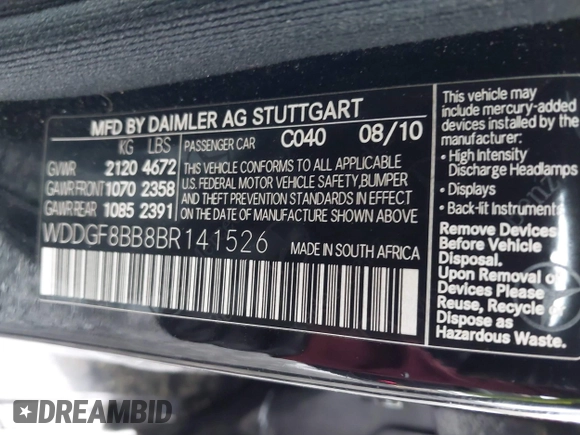 MFD BY DAIMLER AG STUTTGART
KG LBS PASSENGER CAR C040 08/10
GVWR 2120 4672
GAWR FRONT 1070 2358
GAWR REAR 1085 2391
THIS VEHICLE CONFORMS TO ALL APPLICABLE
U.S. FEDERAL MOTOR VEHICLE SAFETY,BUMPER
AND THEFT PREVENTION STANDARDS IN EFFECT
ON THE DATE OF MANUFACTURE SHOWN ABOVE.
WDDGF8BB8BR141526 MADE IN SOUTH AFRICA
This vehicle may
include mercury-added
devices installed by the
manufacturer:
• High Intensity
Discharge Headlamps
• Displays
• Back-lit Instruments
Remove Devices
Before Vehicle
Disposal.
Upon Removal of
Devices Please
Reuse, Recycle or
Dispose as
Hazardous Waste.
DREAMBID